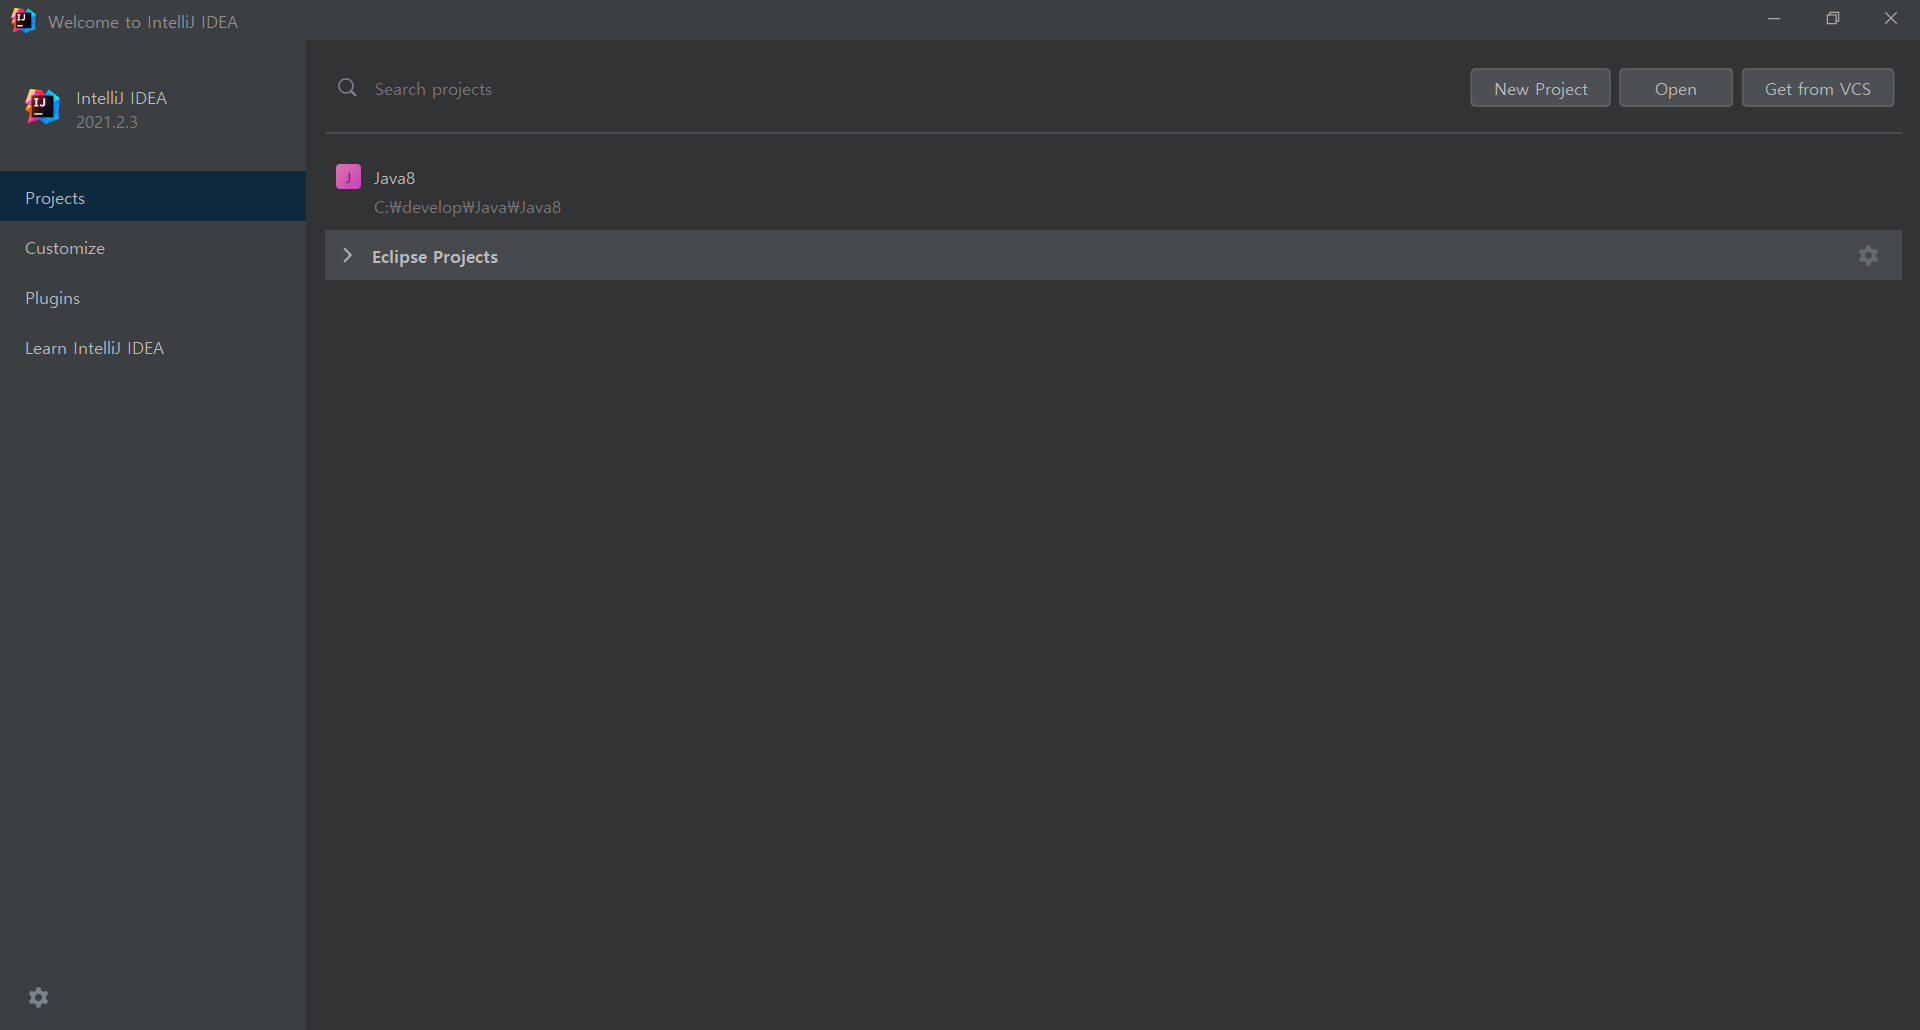 Welcome to IntelliJ IDEA
IntelliJ IDEA
2021.2.3
Projects
Customize
Plugins
Learn IntelliJ IDEA
Search projects
New Project
Open
Get from VCS
J
Java8
C:₩develop₩Java₩Java8
Eclipse Projects